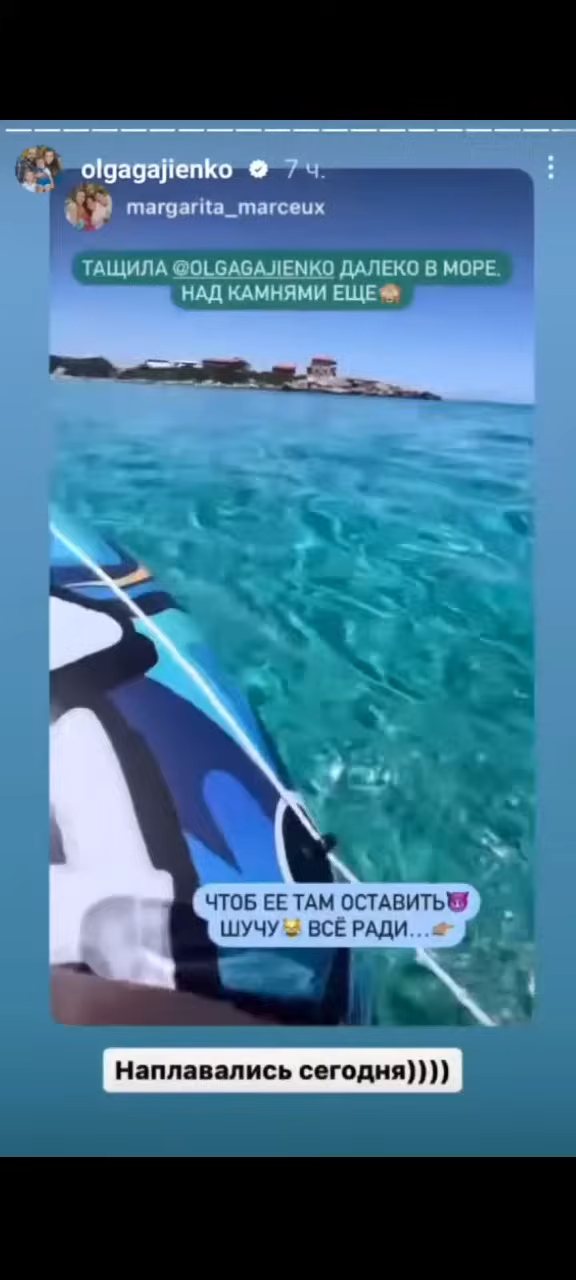 olgagajienko 7 ч.
margarita_marceux
ТАЩИЛА @OLGAGAJIENKO ДАЛЕКО В МОРЕ,
НАД КАМНЯМИ ЕЩЕ🙈
ЧТОБ ЕЕ ТАМ ОСТАВИТЬ😈
ШУЧУ😹 ВСЁ РАДИ...👉
Наплавались сегодня))))